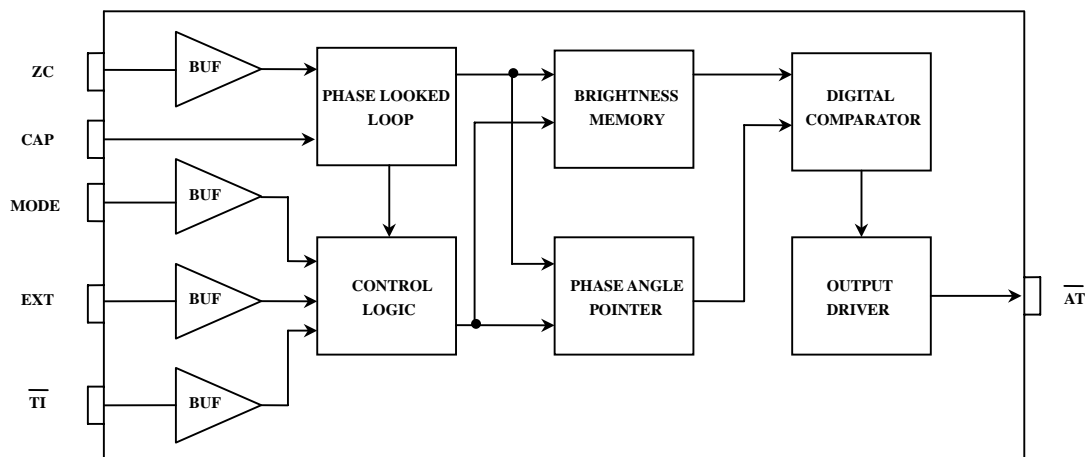 ZC
BUF
PHASE LOOKED
LOOP
BRIGHTNESS
MEMORY
DIGITAL
COMPARATOR
CAP
MODE
BUF
EXT
BUF
CONTROL
LOGIC
PHASE ANGLE
POINTER
OUTPUT
DRIVER
AT
TI
BUF